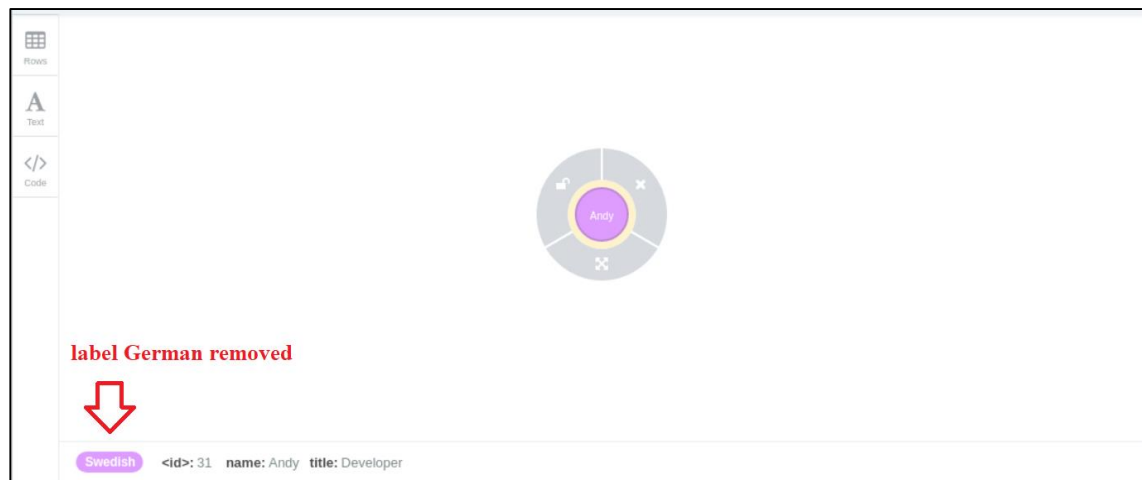 Rows
A
Text
</>
Code
Andy
label German removed
Swedish <id>: 31 name: Andy title: Developer